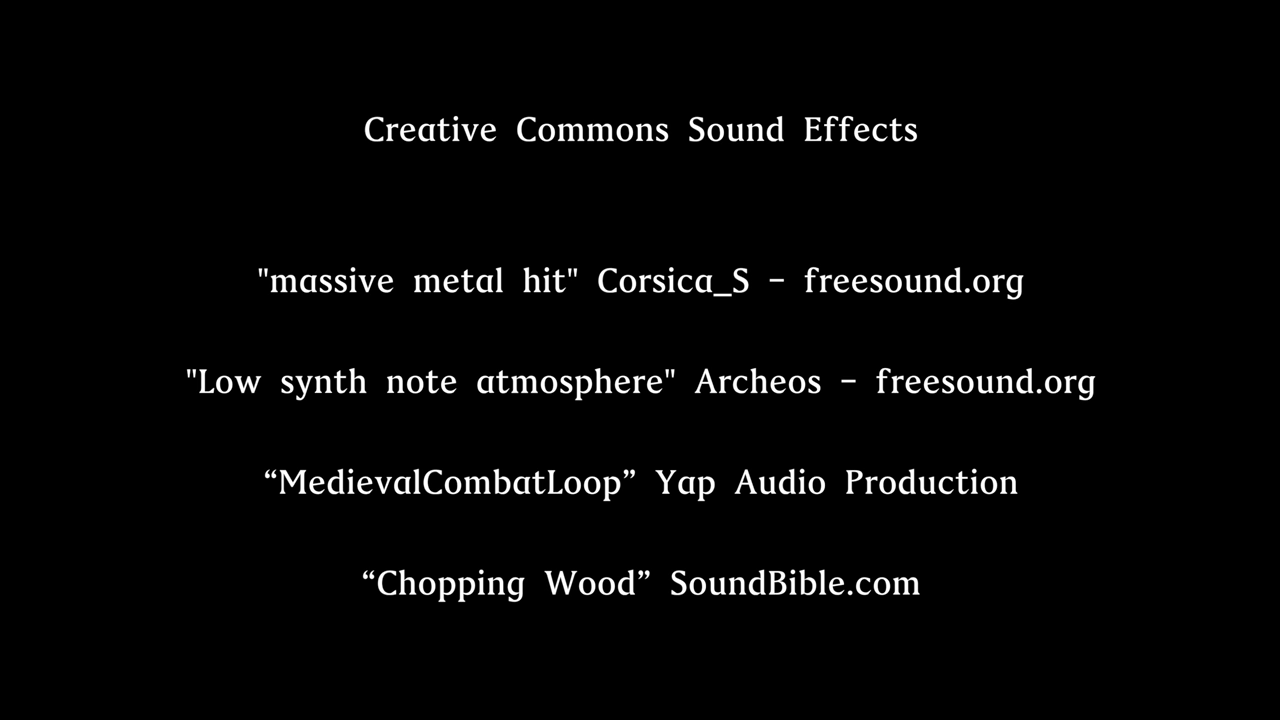 Creative Commons Sound Effects
"massive metal hit" Corsica_S – freesound.org
"Low synth note atmosphere" Archeos – freesound.org
“MedievalCombatLoop” Yap Audio Production
“Chopping Wood” SoundBible.com